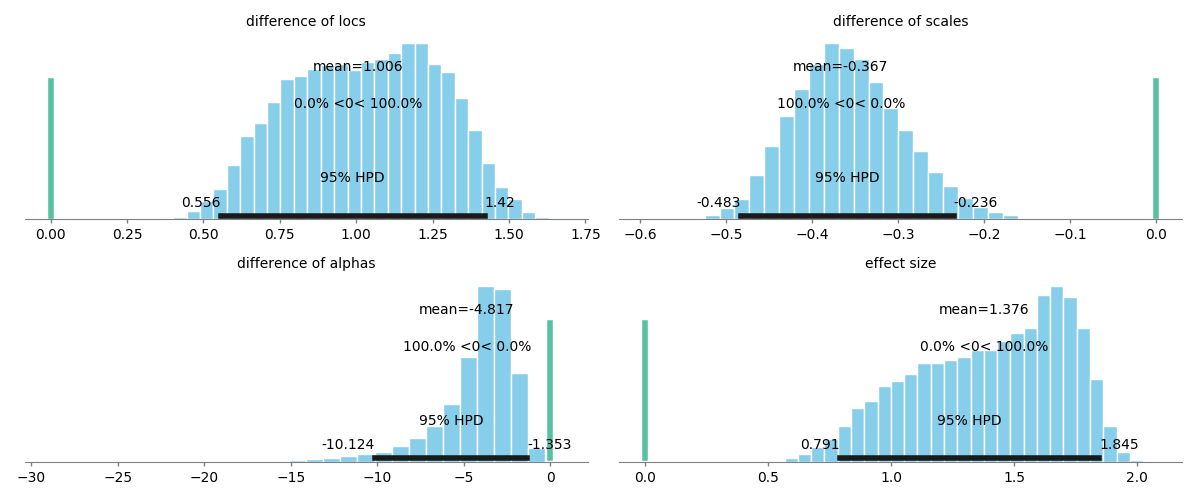 difference of locs
mean=1.006
0.0% <0< 100.0%
95% HPD
0.556
1.42
0.00 0.25 0.50 0.75 1.00 1.25 1.50 1.75
difference of scales
mean=-0.367
100.0% <0< 0.0%
95% HPD
-0.483
-0.236
−0.6 −0.5 −0.4 −0.3 −0.2 −0.1 0.0
difference of alphas
mean=-4.817
100.0% <0< 0.0%
95% HPD
-10.124
-1.353
−30 −25 −20 −15 −10 −5 0
effect size
mean=1.376
0.0% <0< 100.0%
95% HPD
0.791
1.845
0.0 0.5 1.0 1.5 2.0